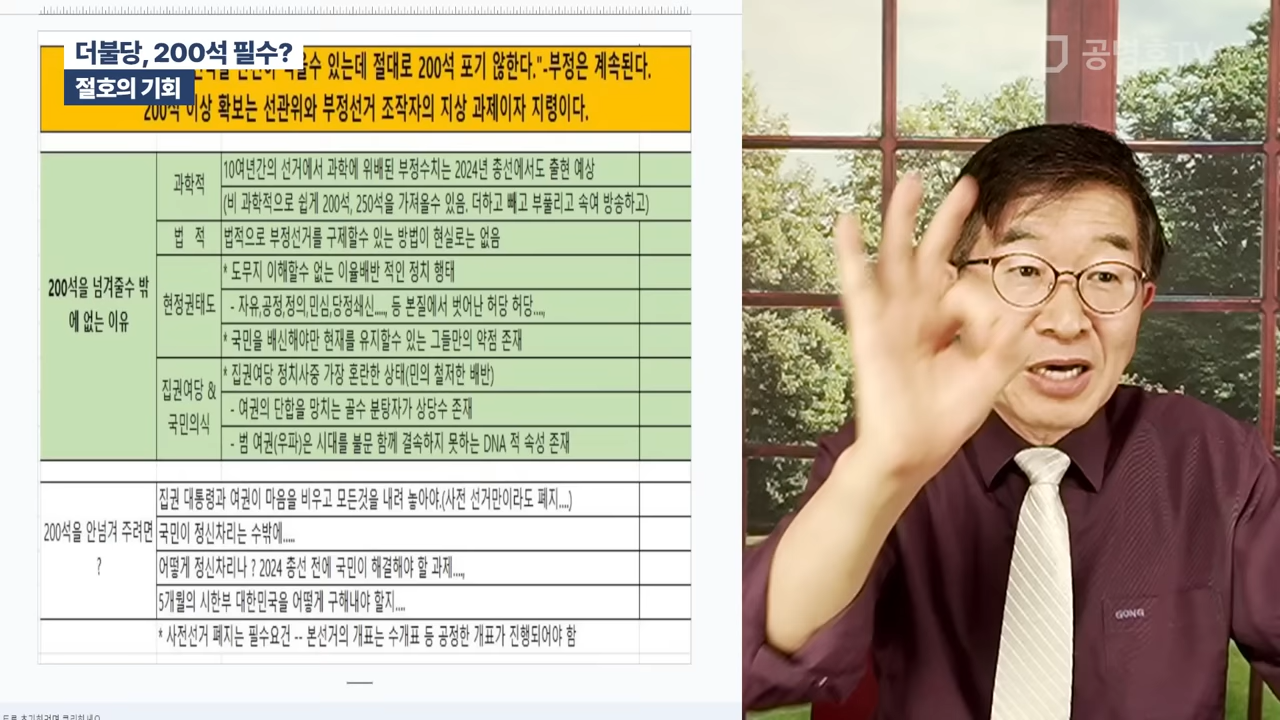 더불당, 200석 필수?
절호의 기회
있는데 절대로 200석 포기 않한다."-부정은 계속된다.
200석 이상 확보는 선관위와 부정선거 조작자의 지상 과제이자 지령이다.
200석을 넘겨줄수 밖
에 없는 이유
과학적
10여년간의 선거에서 과학에 위배된 부정수치는 2024년 총선에서도 출현 예상
(비 과학적으로 쉽게 200석, 250석을 가져올수 있음. 더하고 빼고 부풀리고 속여 방송하고)
법 적
법적으로 부정선거를 구제할수 있는 방법이 현실로는 없음
현정권태도
* 도무지 이해할수 없는 이율배반 적인 정치 행태
- 자유,공정,정의,민심,당정쇄신...., 등 본질에서 벗어난 허당 허당...,
* 국민을 배신해야만 현재를 유지할수 있는 그들만의 약점 존재
집권여당 &
국민의식
* 집권여당 정치사중 가장 혼란한 상태(민의 철저한 배반)
- 여권의 단합을 망치는 골수 분탕자가 상당수 존재
- 범 여권(우파)은 시대를 불문 함께 결속하지 못하는 DNA 적 속성 존재
200석을 안넘겨 주려면
?
집권 대통령과 여권이 마음을 비우고 모든것을 내려 놓아야.(사전 선거만이라도 폐지....)
국민이 정신차리는 수밖에.....
어떻게 정신차리나 ? 2024 총선 전에 국민이 해결해야 할 과제....,
5개월의 시한부 대한민국을 어떻게 구해내야 할지....
* 사전선거 폐지는 필수요건 -- 본선거의 개표는 수개표 등 공정한 개표가 진행되어야 함
공병호TV
GONG